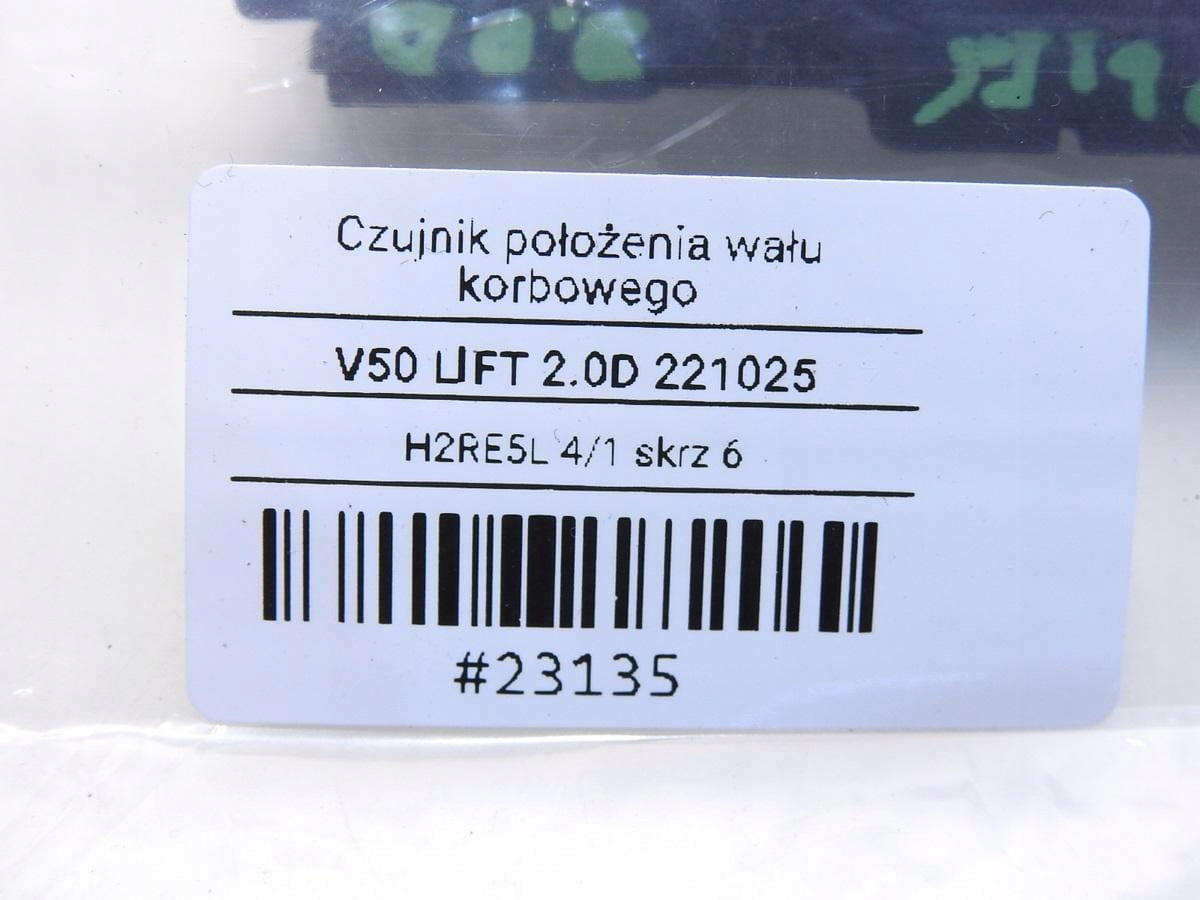 Czujnik położenia wału
korbowego
V50 LIFT 2.0D 221025
H2RE5L 4/1 skrz 6
#23135